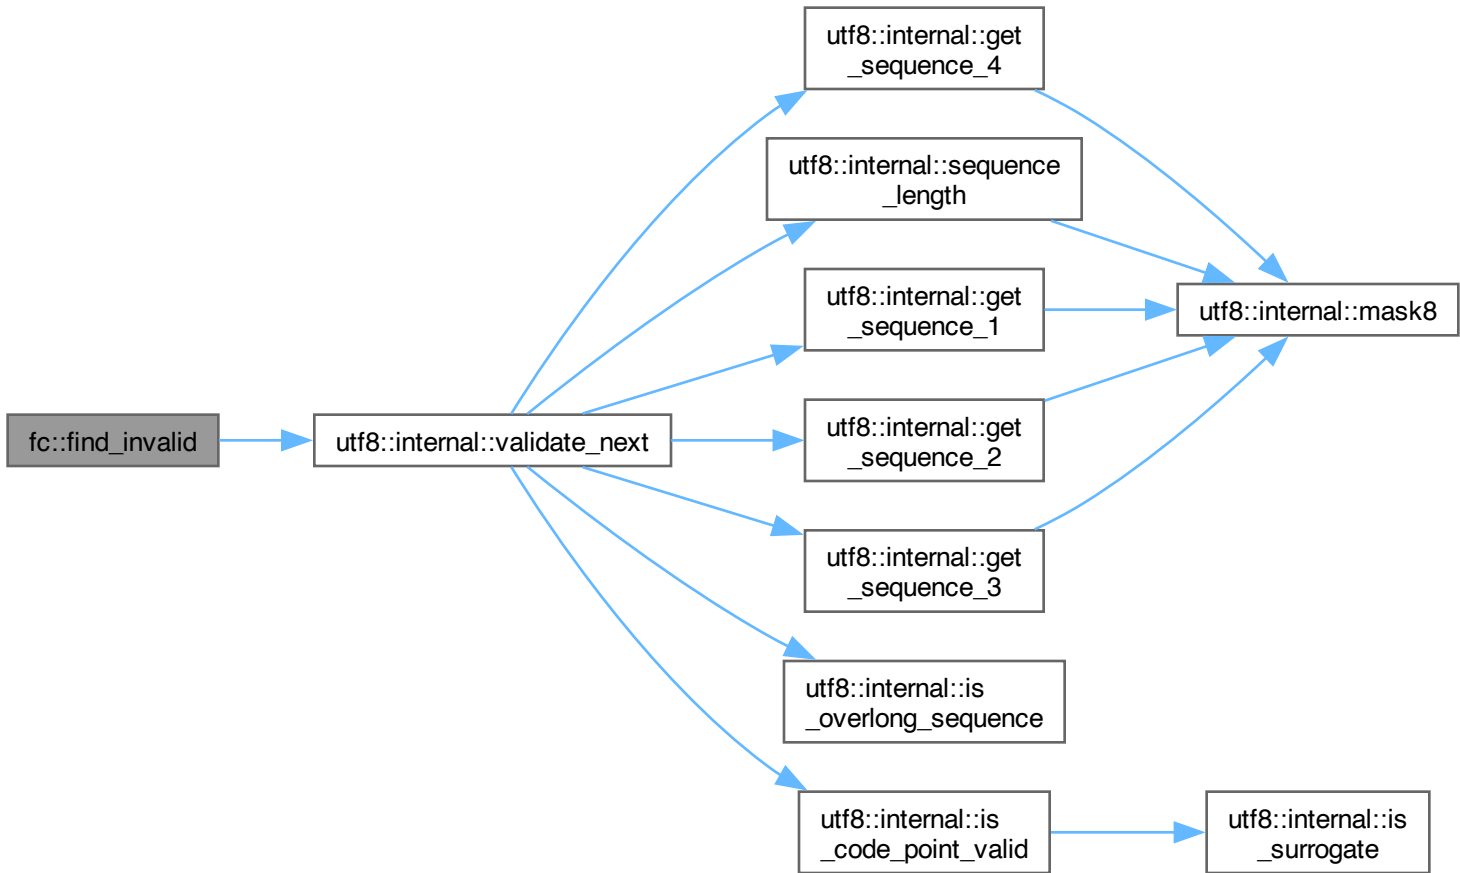 fc::find_invalid
utf8::internal::validate_next
utf8::internal::get
_sequence_4
utf8::internal::sequence
_length
utf8::internal::get
_sequence_1
utf8::internal::get
_sequence_2
utf8::internal::get
_sequence_3
utf8::internal::is
_overlong_sequence
utf8::internal::is
_code_point_valid
utf8::internal::mask8
utf8::internal::is
_surrogate